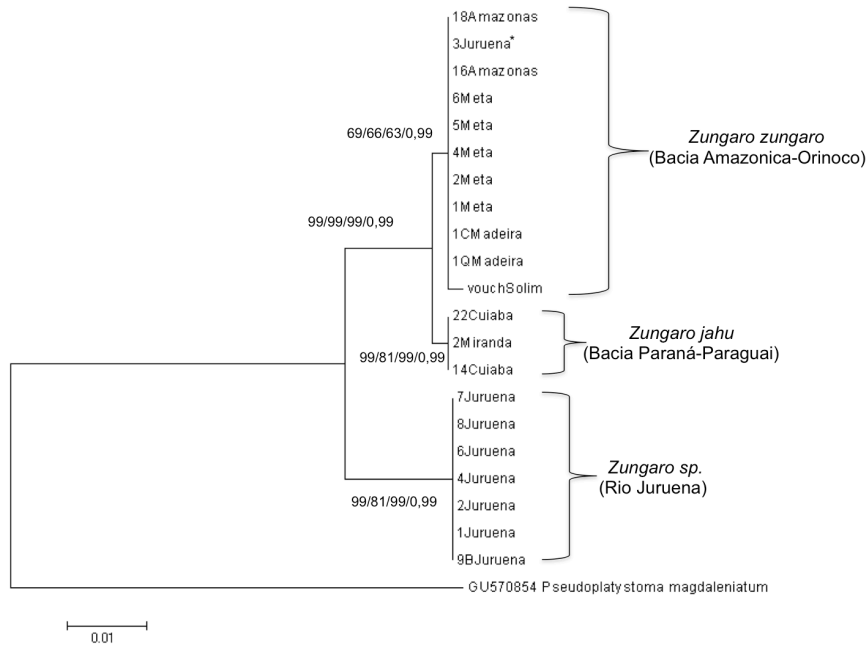 18Amazonas
3Juruena*
16Amazonas
6Meta
5Meta
4Meta
2Meta
1Meta
1CMadeira
1QMadeira
vouchSolim
22Cuiaba
2Miranda
14Cuiaba
7Juruena
8Juruena
6Juruena
4Juruena
2Juruena
1Juruena
9BJuruena
GU570854 Pseudoplatystoma magdaleniatum
69/66/63/0,99
99/99/99/0,99
99/81/99/0,99
99/81/99/0,99
Zungaro zungaro
(Bacia Amazonica-Orinoco)
Zungaro jahu
(Bacia Paraná-Paraguai)
Zungaro sp.
(Rio Juruena)
0.01